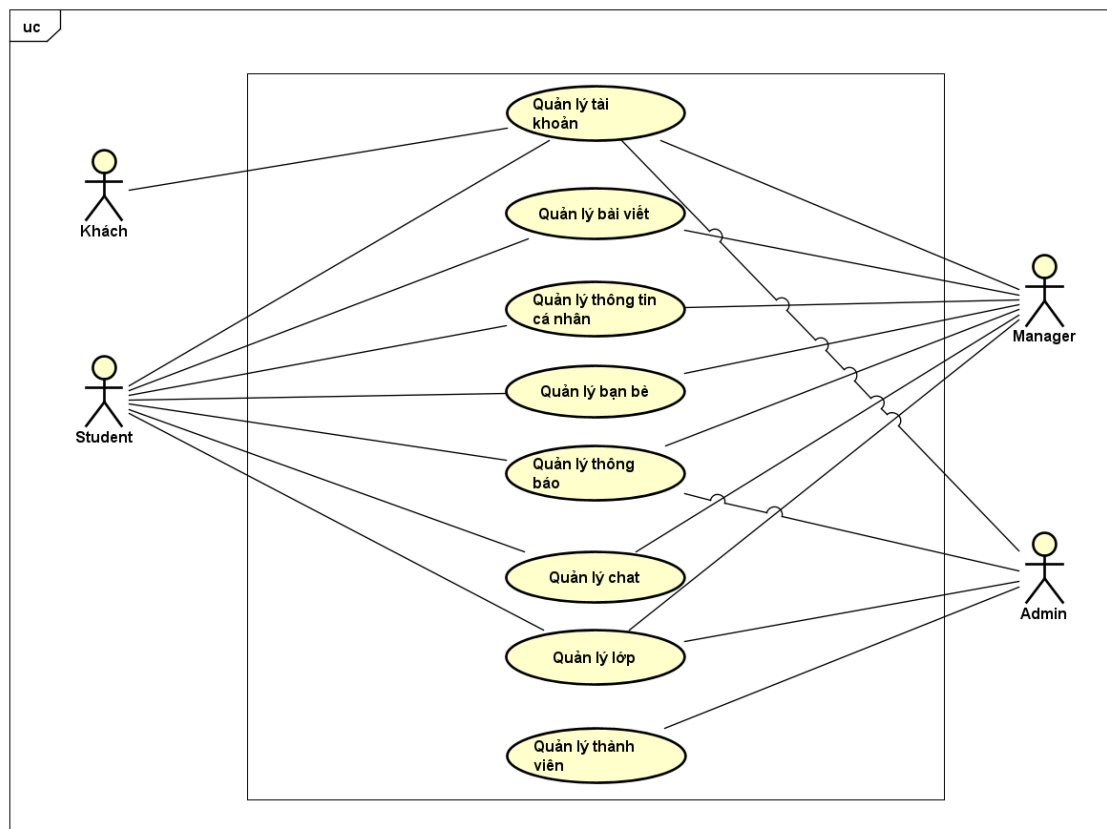 uc
Quản lý tài
khoản
Khách
Quản lý bài viết
Quản lý thông tin
cá nhân
Manager
Quản lý bạn bè
Student
Quản lý thông
báo
Quản lý chat
Admin
Quản lý lớp
Quản lý thành
viên